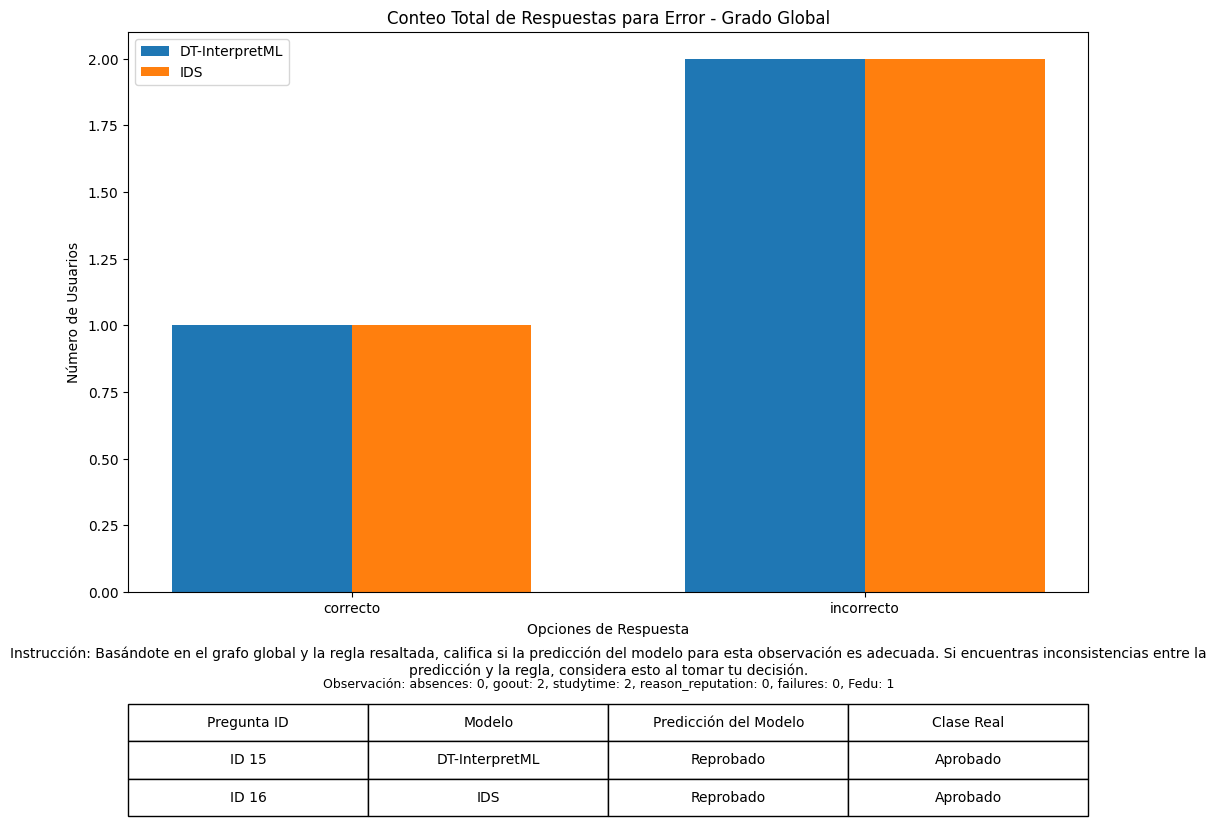 Conteo Total de Respuestas para Error - Grado Global
DT-InterpretML
IDS
2.00
1.75
1.50
1.25
1.00
0.75
0.50
0.25
0.00
Número de Usuarios
correcto
incorrecto
Opciones de Respuesta
Instrucción: Basándote en el grafo global y la regla resaltada, califica si la predicción del modelo para esta observación es adecuada. Si encuentras inconsistencias entre la
predicción y la regla, considera esto al tomar tu decisión.
Observación: absences: 0, goout: 2, studytime: 2, reason_reputation: 0, failures: 0, Fedu: 1
Pregunta ID Modelo Predicción del Modelo Clase Real
ID 15 DT-InterpretML Reprobado Aprobado
ID 16 IDS Reprobado Aprobado